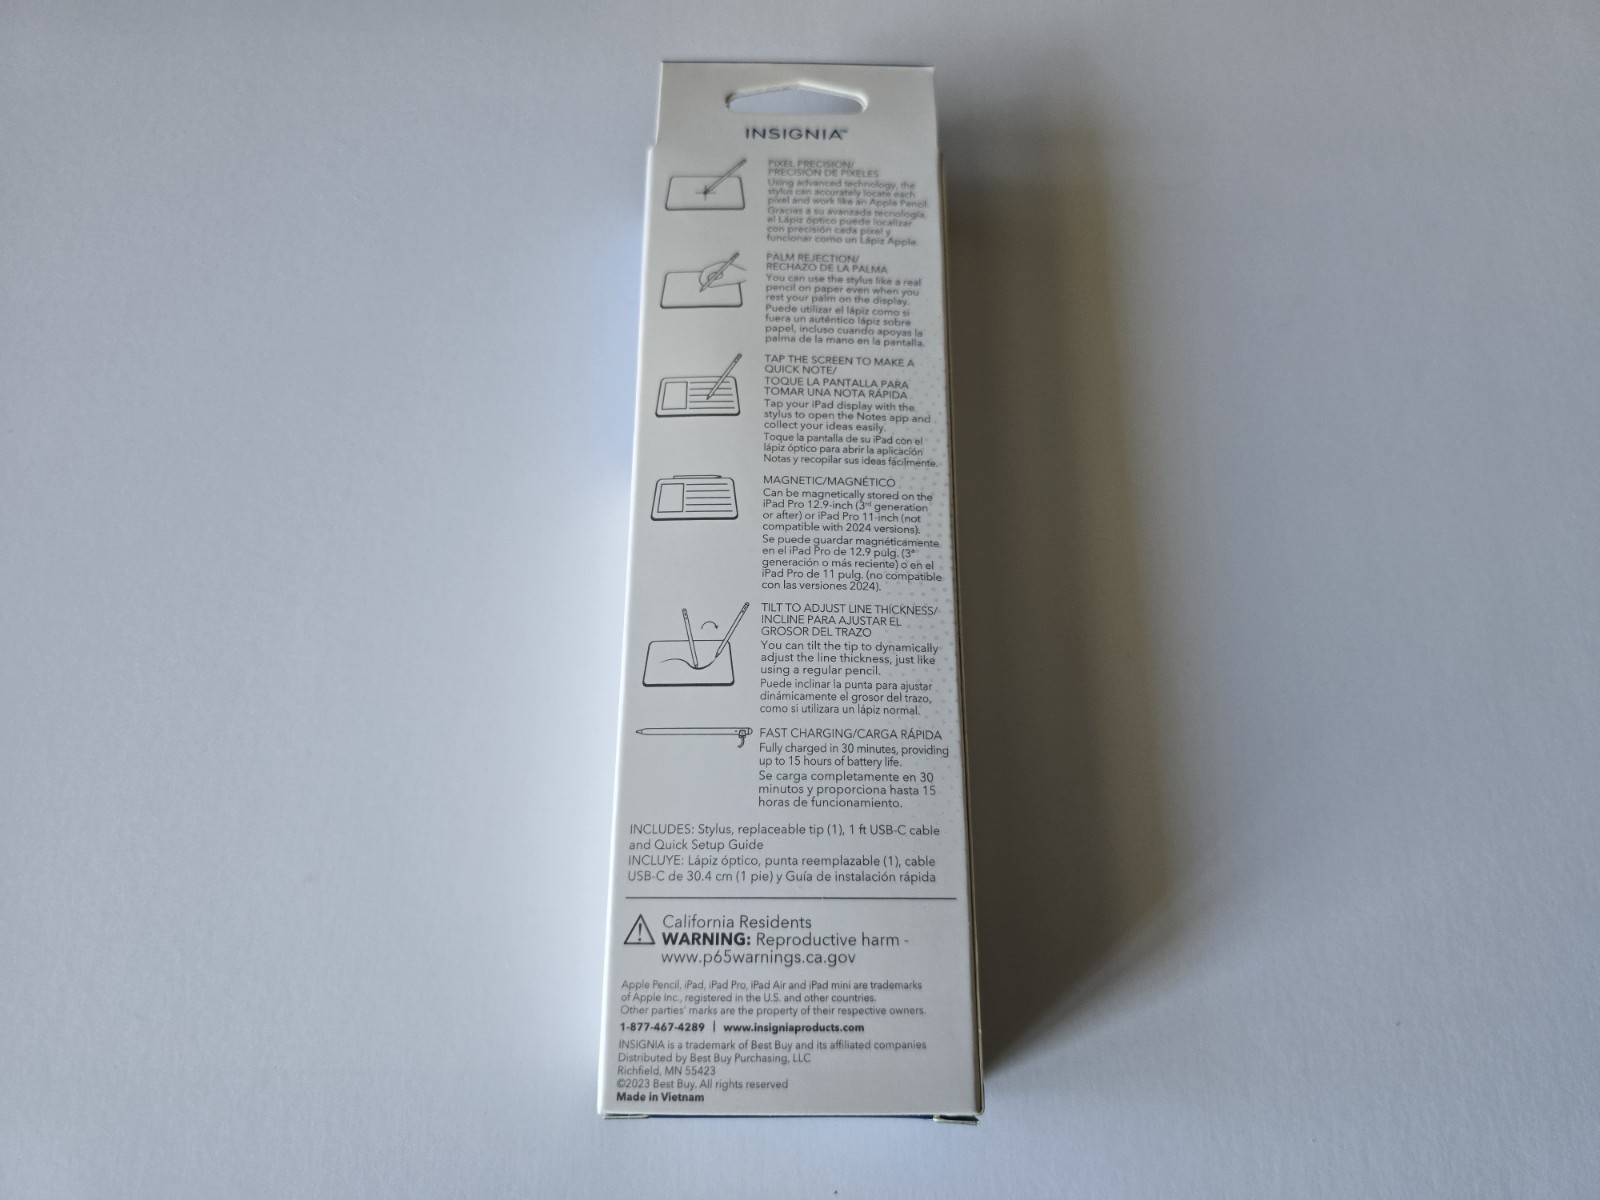 INSIGNIA™
PIXEL PRECISION/
PRECISIÓN DE PÍXELES
Using advanced technology, the
stylus can accurately locate each
pixel and work like an Apple Pencil.
Gracias a su avanzada tecnología,
el Lápiz óptico puede localizar
con precisión cada píxel y
funcionar como un Lápiz Apple.
PALM REJECTION/
RECHAZO DE LA PALMA
You can use the stylus like a real
pencil on paper even when you
rest your palm on the display.
Puede utilizar el lápiz como si
fuera un auténtico lápiz sobre
papel, incluso cuando apoyas la
palma de la mano en la pantalla.
TAP THE SCREEN TO MAKE A
QUICK NOTE/
TOQUE LA PANTALLA PARA
TOMAR UNA NOTA RÁPIDA
Tap your iPad display with the
stylus to open the Notes app and
collect your ideas easily.
Toque la pantalla de su iPad con el
lápiz óptico para abrir la aplicación
Notas y recopilar sus ideas fácilmente.
MAGNETIC/MAGNÉTICO
Can be magnetically stored on the
iPad Pro 12.9-inch (3rd generation
or after) or iPad Pro 11-inch (not
compatible with 2024 versions).
Se puede guardar magnéticamente
en el iPad Pro de 12.9 pulg. (3ª
generación o más reciente) o en el
iPad Pro de 11 pulg. (no compatible
con las versiones 2024).
TILT TO ADJUST LINE THICKNESS/
INCLINE PARA AJUSTAR EL
GROSOR DEL TRAZO
You can tilt the tip to dynamically
adjust the line thickness, just like
using a regular pencil.
Puede inclinar la punta para ajustar
dinámicamente el grosor del trazo,
como si utilizara un lápiz normal.
FAST CHARGING/CARGA RÁPIDA
Fully charged in 30 minutes, providing
up to 15 hours of battery life.
Se carga completamente en 30
minutos y proporciona hasta 15
horas de funcionamiento.
INCLUDES: Stylus, replaceable tip (1), 1 ft USB-C cable
and Quick Setup Guide
INCLUYE: Lápiz óptico, punta reemplazable (1), cable
USB-C de 30.4 cm (1 pie) y Guía de instalación rápida
California Residents
WARNING: Reproductive harm -
www.p65warnings.ca.gov
Apple Pencil, iPad, iPad Pro, iPad Air and iPad mini are trademarks
of Apple Inc., registered in the U.S. and other countries.
Other parties' marks are the property of their respective owners.
1-877-467-4289 | www.insigniaproducts.com
INSIGNIA is a trademark of Best Buy and its affiliated companies
Distributed by Best Buy Purchasing, LLC
Richfield, MN 55423
©2023 Best Buy. All rights reserved
Made in Vietnam